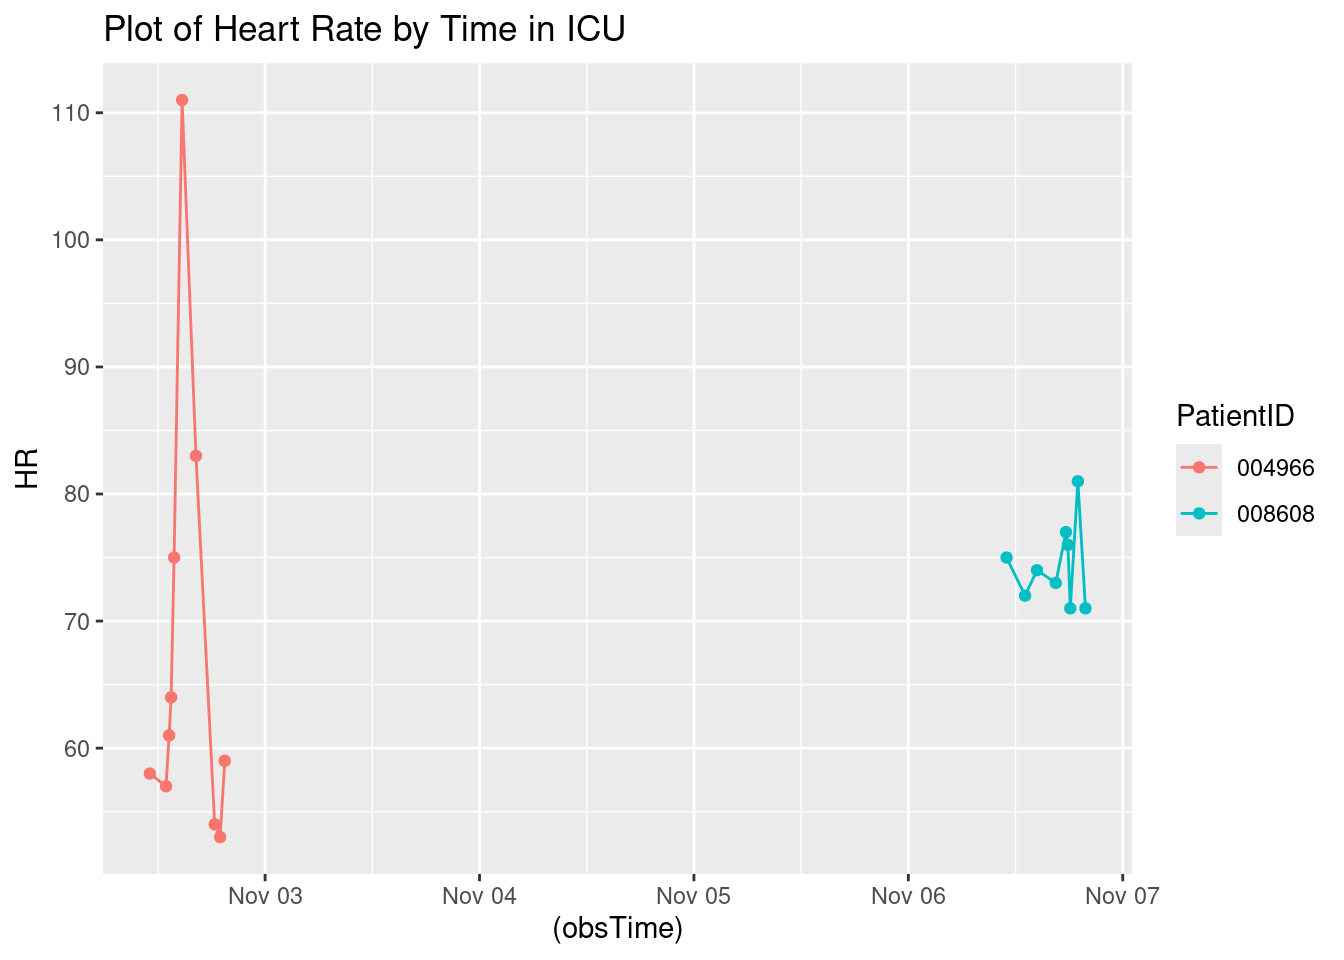 Plot of Heart Rate by Time in ICU
110
100
90
80
70
60
HR
Nov 03
Nov 04
Nov 05
Nov 06
Nov 07
(obsTime)
PatientID
004966
008608